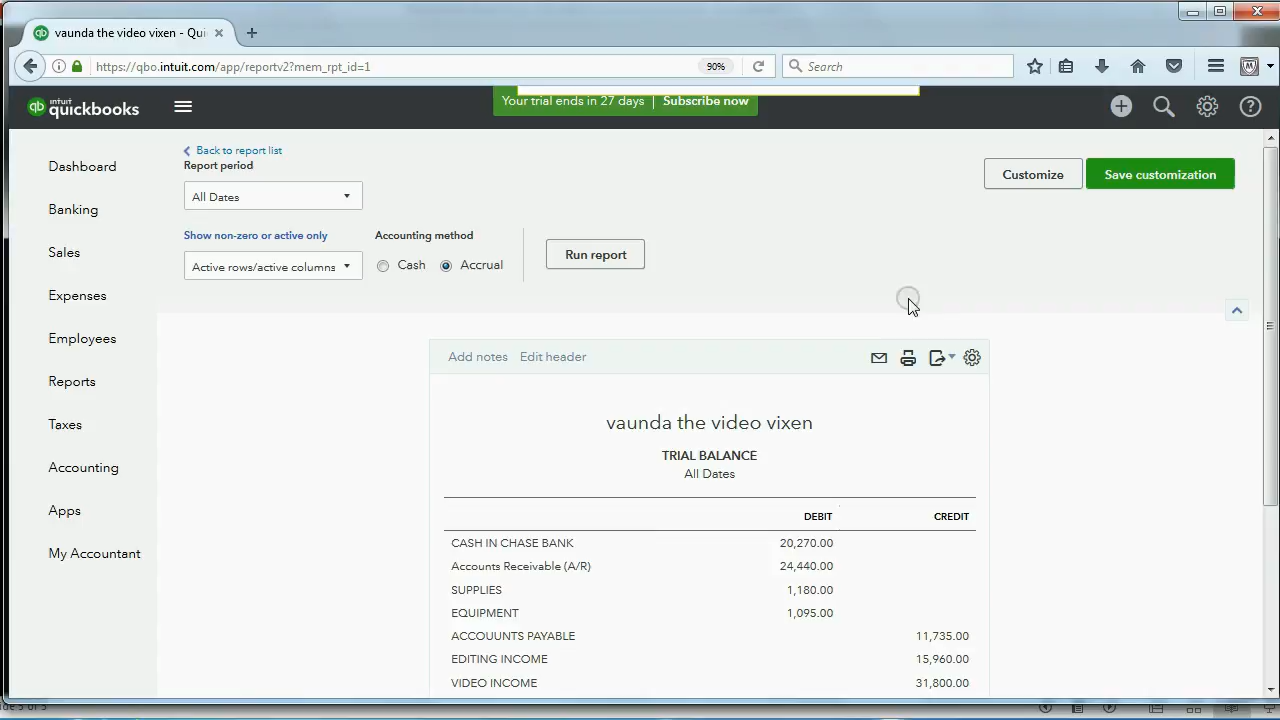 vaunda the video vixen - Qui
https://qbo.intuit.com/app/reportv2?mem_rpt_id=1
90%
Search
intuit
quickbooks
Your trial ends in 27 days | Subscribe now
Dashboard
Banking
Sales
Expenses
Employees
Reports
Taxes
Accounting
Apps
My Accountant
Back to report list
Report period
All Dates
Customize
Save customization
Show non-zero or active only
Accounting method
Active rows/active columns
Cash
Accrual
Run report
Add notes
Edit header
vaunda the video vixen
TRIAL BALANCE
All Dates
DEBIT CREDIT
CASH IN CHASE BANK 20,270.00
Accounts Receivable (A/R) 24,440.00
SUPPLIES 1,180.00
EQUIPMENT 1,095.00
ACCOUUNTS PAYABLE 11,735.00
EDITING INCOME 15,960.00
VIDEO INCOME 31,800.00